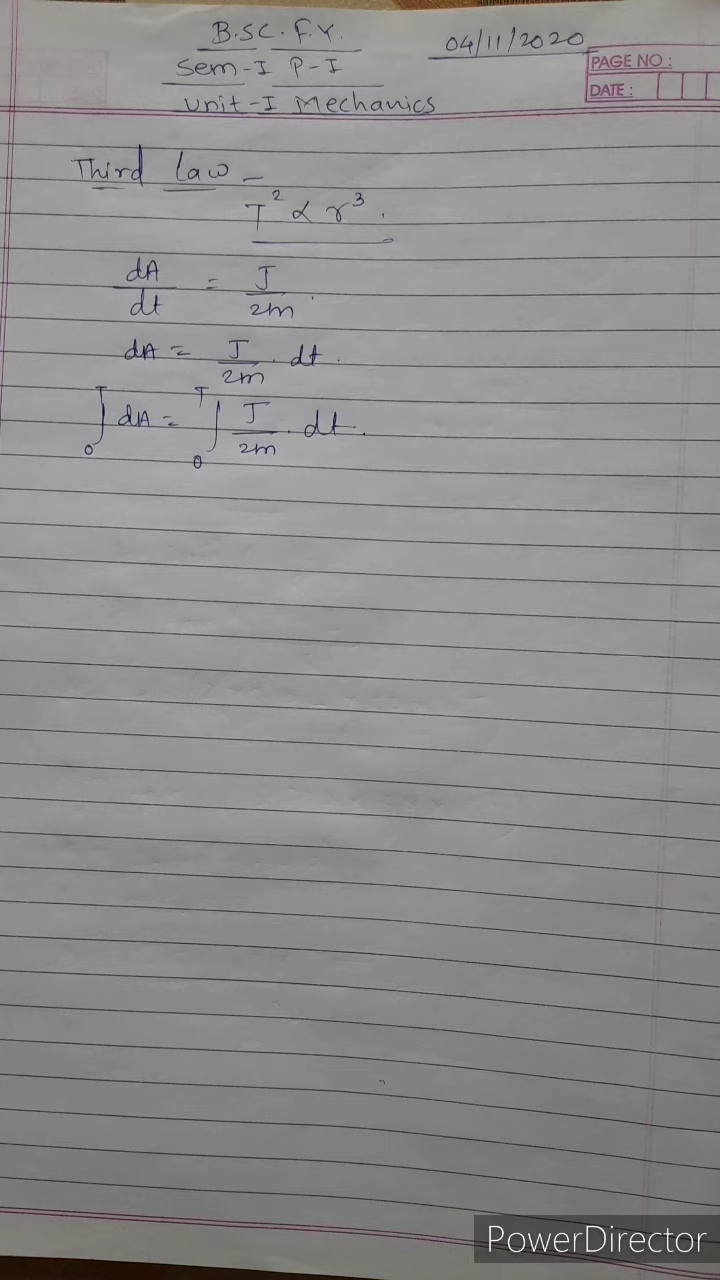 B.Sc. F.Y.
04/11/2020
Sem-I P-I
PAGE NO :
DATE :
Unit-I Mechanics
Third law -
T² ∝ r³.
dA/dt = J/2m.
dA = J/2m . dt.
∫₀ᵀ dA = ∫₀ᵀ J/2m . dt.
PowerDirector